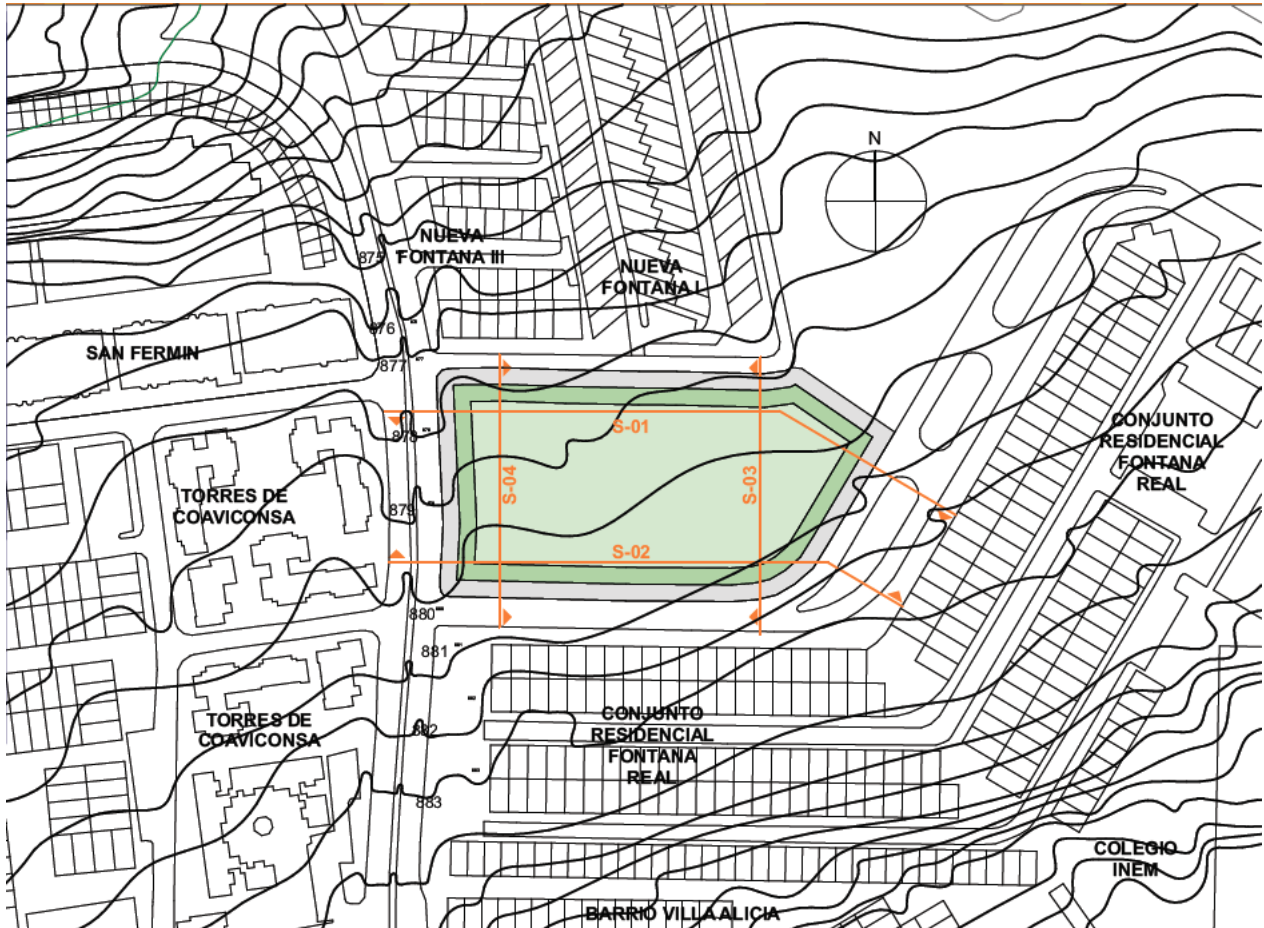 N
NUEVA
FONTANA III
875
NUEVA
FONTANA I
876
SAN FERMIN
877
S-01
878
CONJUNTO
RESIDENCIAL
FONTANA
REAL
S-04
S-03
TORRES DE
COAVICONSA
879
S-02
880
881
TORRES DE
COAVICONSA
882
CONJUNTO
RESIDENCIAL
FONTANA
REAL
883
COLEGIO
INEM
BARRIO VILLA ALICIA